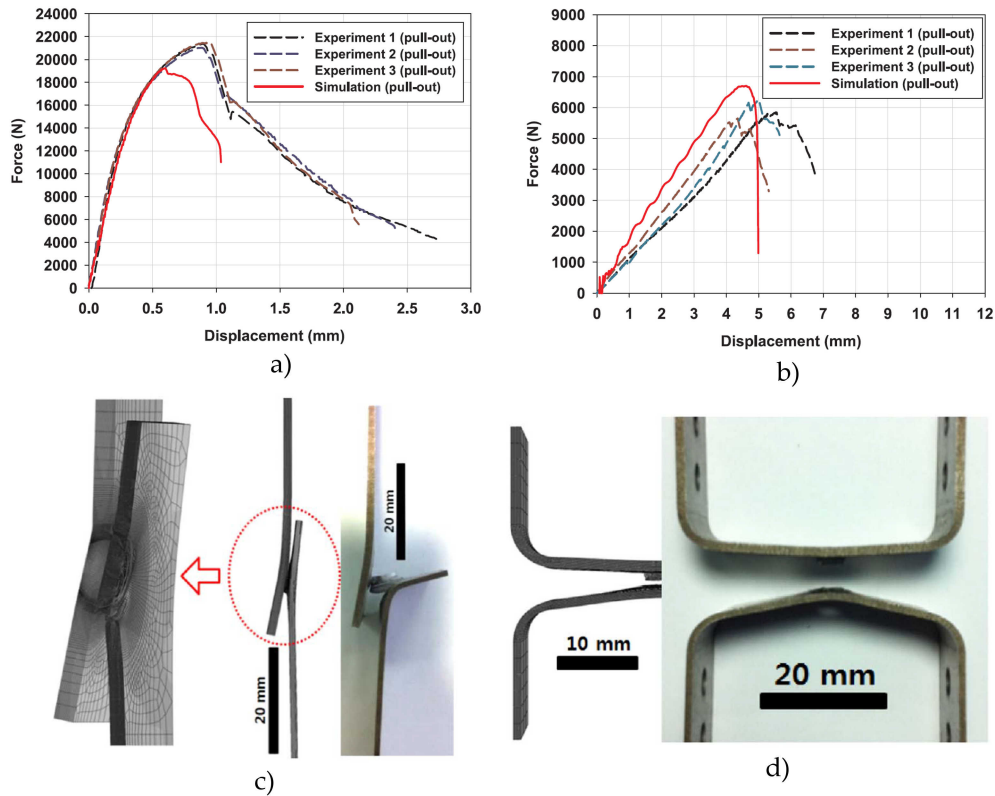 24000
22000
20000
18000
16000
14000
12000
10000
8000
6000
4000
2000
0
Force (N)
0.0 0.5 1.0 1.5 2.0 2.5 3.0
Displacement (mm)
Experiment 1 (pull-out)
Experiment 2 (pull-out)
Experiment 3 (pull-out)
Simulation (pull-out)
a)
9000
8000
7000
6000
5000
4000
3000
2000
1000
0
Force (N)
0 1 2 3 4 5 6 7 8 9 10 11 12
Displacement (mm)
Experiment 1 (pull-out)
Experiment 2 (pull-out)
Experiment 3 (pull-out)
Simulation (pull-out)
b)
20 mm
20 mm
c)
10 mm
20 mm
d)